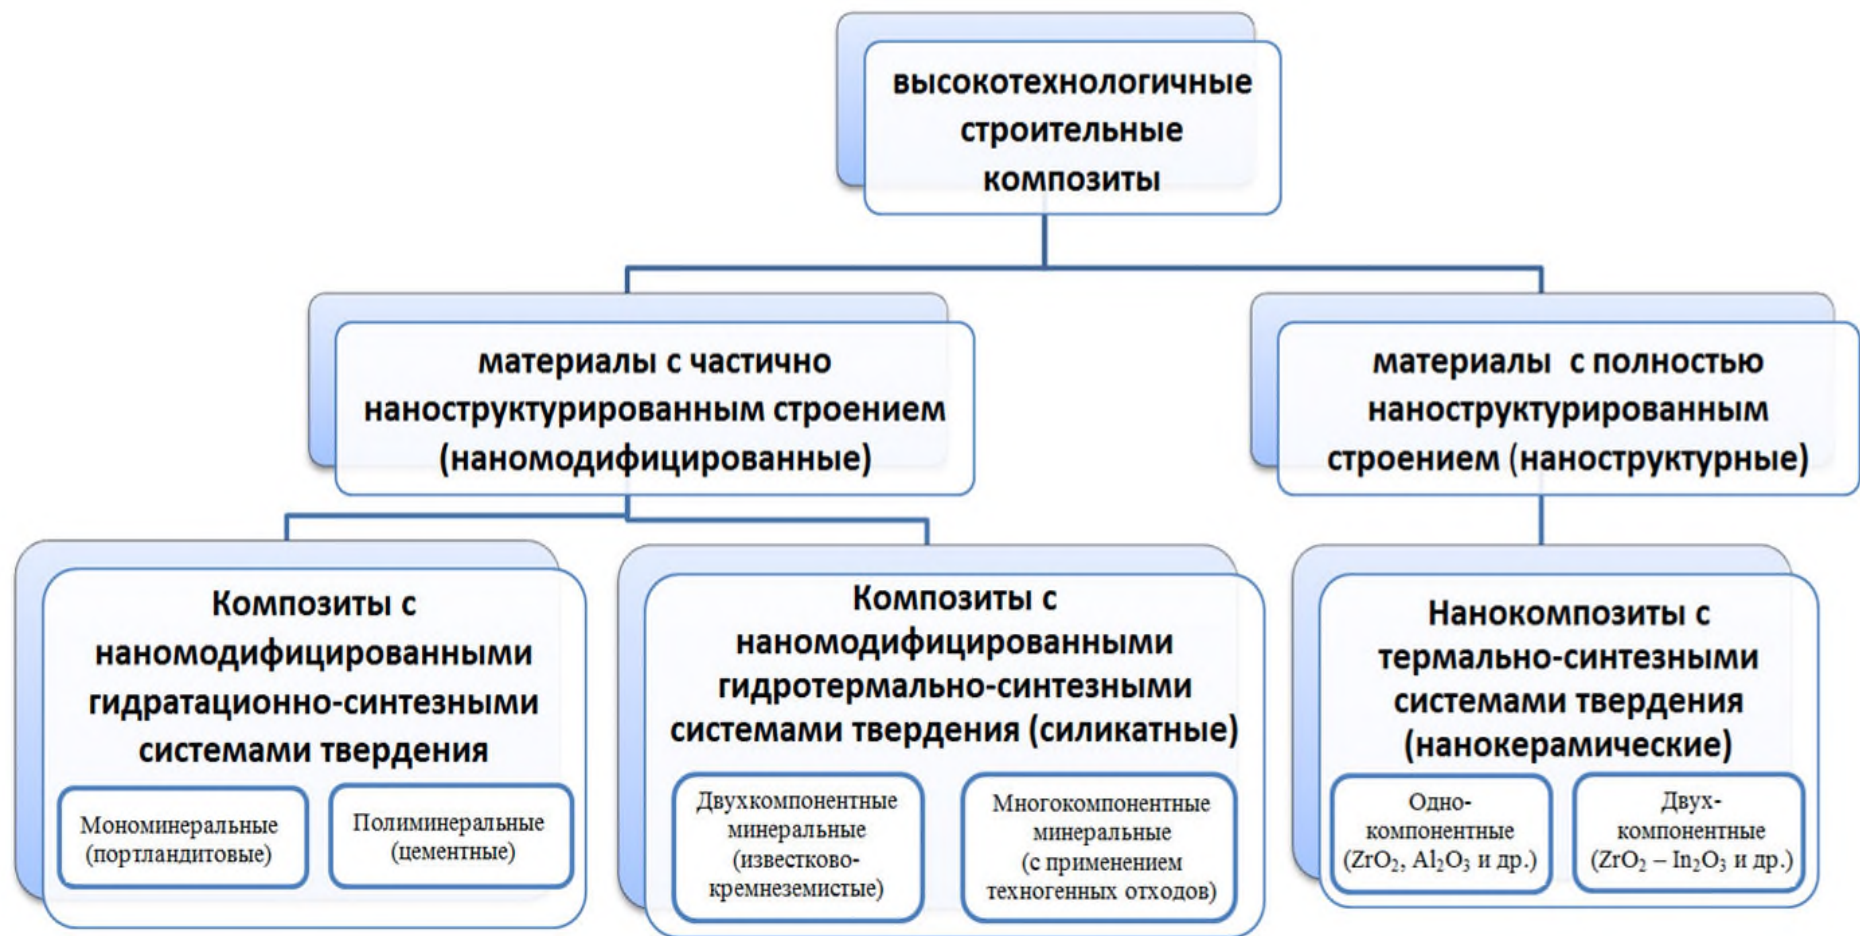 высокотехнологичные
строительные
композиты
материалы с частично
наноструктурированным строением
(наномодифицированные)
материалы с полностью
наноструктурированным
строением (наноструктурные)
Композиты с
наномодифицированными
гидратационно-синтезными
системами твердения
Мономинеральные
(портландитовые)
Полиминеральные
(цементные)
Композиты с
наномодифицированными
гидротермально-синтезными
системами твердения (силикатные)
Двухкомпонентные
минеральные
(известково-
кремнеземистые)
Многокомпонентные
минеральные
(с применением
техногенных отходов)
Нанокомпозиты с
термально-синтезными
системами твердения
(нанокерамические)
Одно-
компонентные
(ZrO₂, Al₂O₃ и др.)
Двух-
компонентные
(ZrO₂ – In₂O₃ и др.)